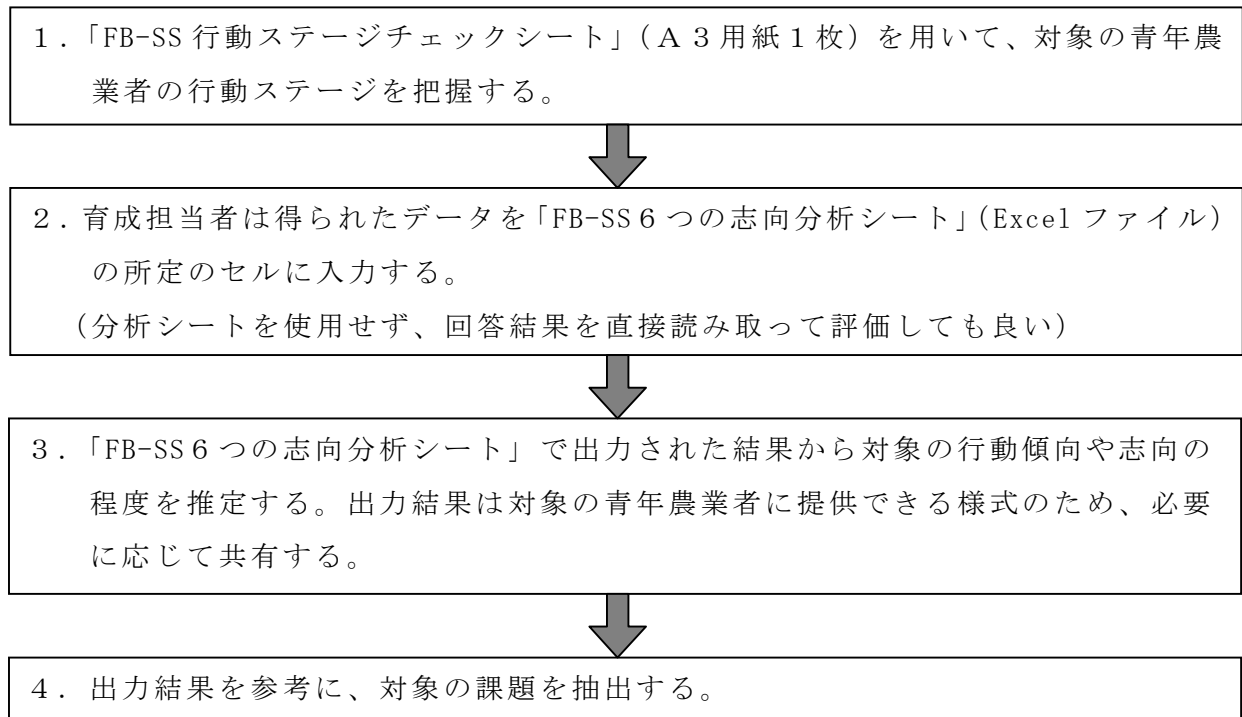 １．「FB-SS 行動ステージチェックシート」（Ａ３用紙１枚）を用いて、対象の青年農
業者の行動ステージを把握する。
２．育成担当者は得られたデータを「FB-SS６つの志向分析シート」（Excel ファイル）
の所定のセルに入力する。
（分析シートを使用せず、回答結果を直接読み取って評価しても良い）
３．「FB-SS６つの志向分析シート」で出力された結果から対象の行動傾向や志向の
程度を推定する。出力結果は対象の青年農業者に提供できる様式のため、必要
に応じて共有する。
４．出力結果を参考に、対象の課題を抽出する。